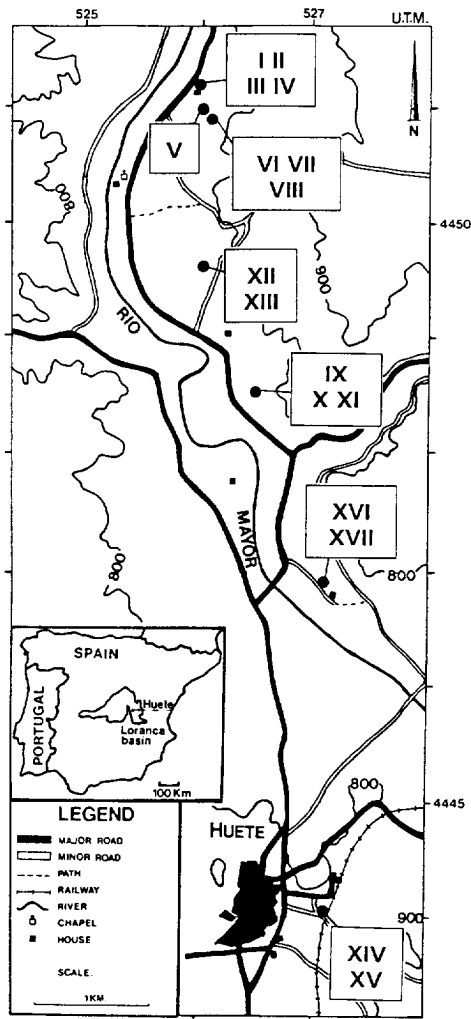 525
527
U.T.M.
I II
III IV
N
V
VI VII
VIII
800
4450
XII
XIII
900
RIO
IX
X XI
MAYOR
XVI
XVII
800
800
SPAIN
PORTUGAL
Huete
Loranca
basin
100 Km
4445
800
HUETE
LEGEND
MAJOR ROAD
MINOR ROAD
PATH
RAILWAY
RIVER
CHAPEL
HOUSE
SCALE.
1KM
900
XIV
XV